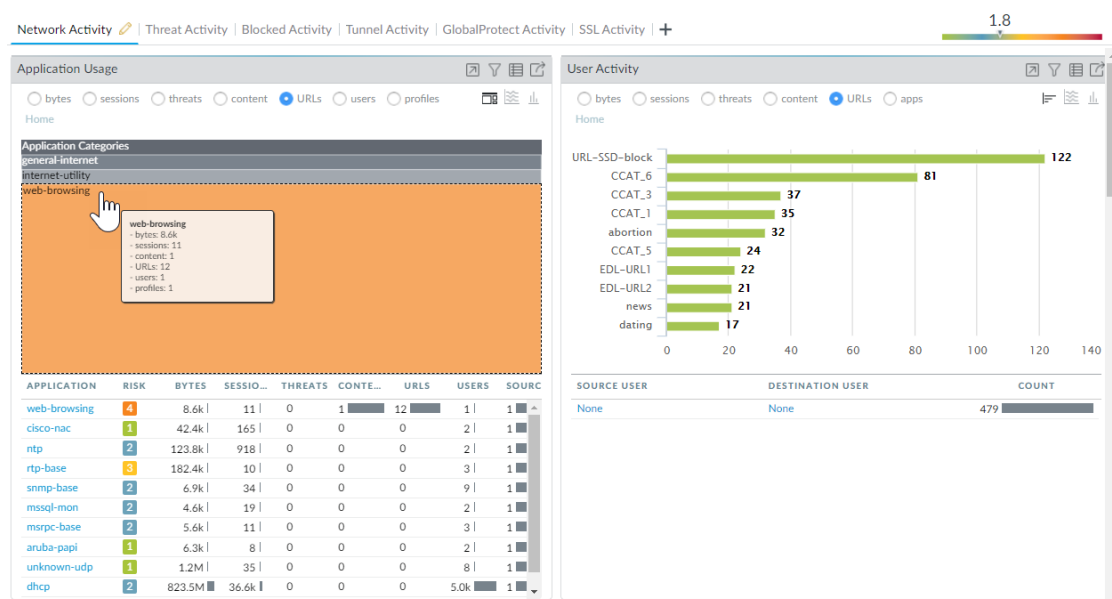 1.8
Network Activity Threat Activity Blocked Activity Tunnel Activity GlobalProtect Activity SSL Activity +
Application Usage
bytes sessions threats content URLs users profiles
Home
Application Categories
general-internet
internet-utility
web-browsing
web-browsing
- bytes: 8.6k
- sessions: 11
- content: 1
- URLs: 12
- users: 1
- profiles: 1
APPLICATION RISK BYTES SESSIO... THREATS CONTE... URLS USERS SOURC
web-browsing 4 8.6k 11 0 1 12 1 1
cisco-nac 1 42.4k 165 0 0 0 2 1
ntp 2 123.8k 918 0 0 0 2 1
rtp-base 3 182.4k 10 0 0 0 3 1
snmp-base 2 6.9k 34 0 0 0 9 1
mssql-mon 2 4.6k 19 0 0 0 2 1
msrpc-base 2 5.6k 11 0 0 0 3 1
aruba-papi 1 6.3k 8 0 0 0 2 1
unknown-udp 1 1.2M 35 0 0 0 8 1
dhcp 2 823.5M 36.6k 0 0 0 5.0k 1
User Activity
bytes sessions threats content URLs apps
Home
URL-SSD-block 122
CCAT_6 81
CCAT_3 37
CCAT_1 35
abortion 32
CCAT_5 24
EDL-URL1 22
EDL-URL2 21
news 21
dating 17
0 20 40 60 80 100 120 140
SOURCE USER DESTINATION USER COUNT
None None 479